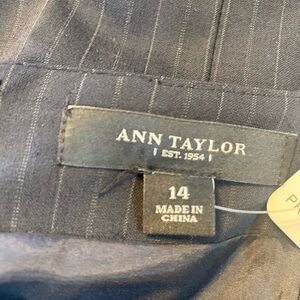 ANN TAYLOR
| EST. 1954 |
14
MADE IN
CHINA